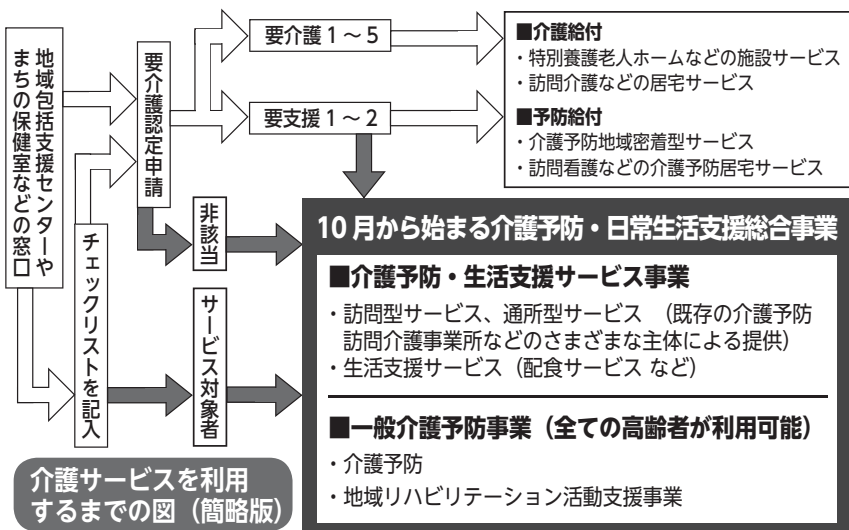 地域包括支援センターや
まちの保健室などの窓口
チェックリストを記入
要介護認定申請
要介護1～5
要支援1～2
非該当
サービス対象者
■介護給付
・特別養護老人ホームなどの施設サービス
・訪問介護などの居宅サービス
■予防給付
・介護予防地域密着型サービス
・訪問看護などの介護予防居宅サービス
10月から始まる介護予防・日常生活支援総合事業
■介護予防・生活支援サービス事業
・訪問型サービス、通所型サービス （既存の介護予防
訪問介護事業所などのさまざまな主体による提供）
・生活支援サービス（配食サービス など）
■一般介護予防事業（全ての高齢者が利用可能）
・介護予防
・地域リハビリテーション活動支援事業
介護サービスを利用
するまでの図（簡略版）